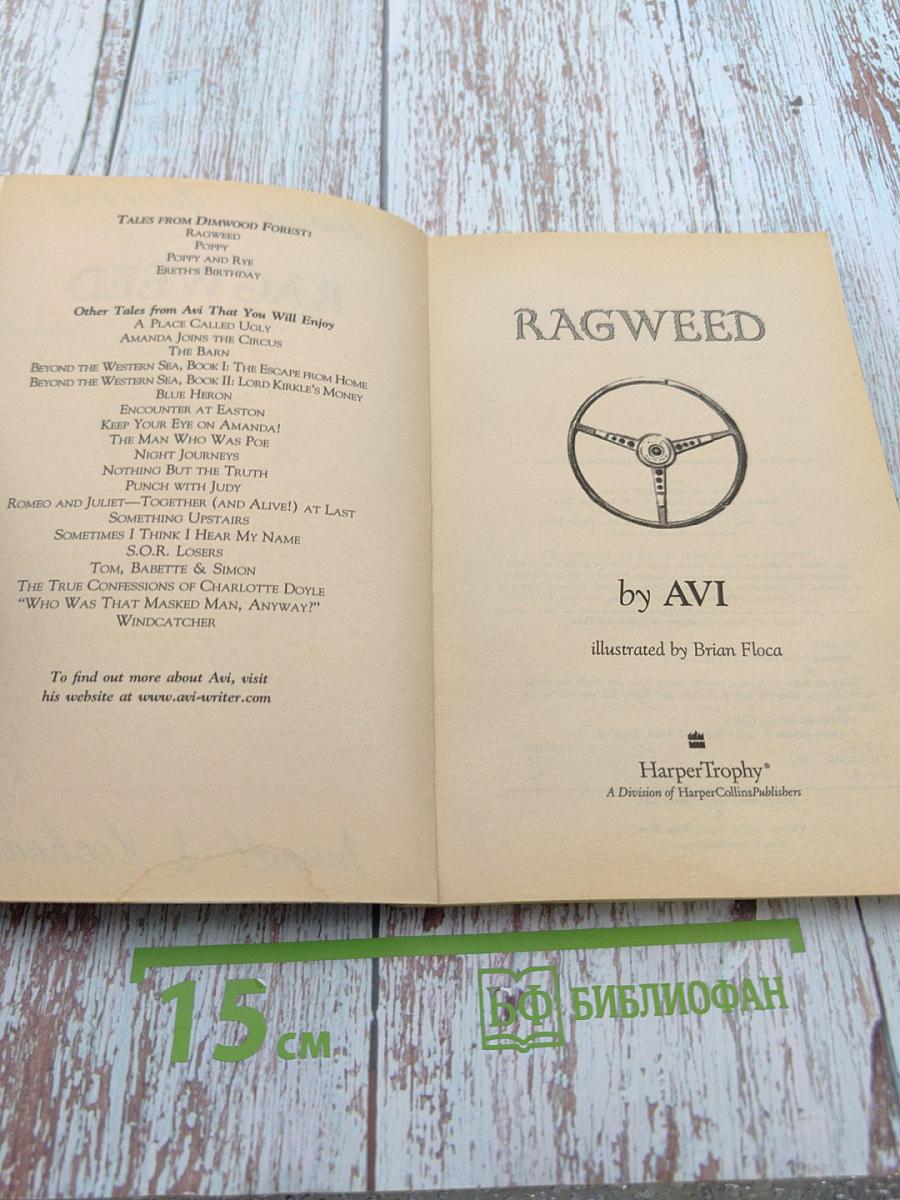 TALES FROM DIMWOOD FOREST:
RAGWEED
POPPY
POPPY AND RYE
ERETH'S BIRTHDAY
Other Tales from Avi That You Will Enjoy
A PLACE CALLED UGLY
AMANDA JOINS THE CIRCUS
THE BARN
BEYOND THE WESTERN SEA, BOOK I: THE ESCAPE FROM HOME
BEYOND THE WESTERN SEA, BOOK II: LORD KIRKLE'S MONEY
BLUE HERON
ENCOUNTER AT EASTON
KEEP YOUR EYE ON AMANDA!
THE MAN WHO WAS POE
NIGHT JOURNEYS
NOTHING BUT THE TRUTH
PUNCH WITH JUDY
ROMEO AND JULIET—TOGETHER (AND ALIVE!) AT LAST
SOMETHING UPSTAIRS
SOMETIMES I THINK I HEAR MY NAME
S.O.R. LOSERS
TOM, BABETTE & SIMON
THE TRUE CONFESSIONS OF CHARLOTTE DOYLE
"WHO WAS THAT MASKED MAN, ANYWAY?"
WINDCATCHER
To find out more about Avi, visit
his website at www.avi-writer.com
RAGWEED
by AVI
illustrated by Brian Floca
HarperTrophy®
A Division of HarperCollinsPublishers
15 см
БФ БИБЛИОФАН